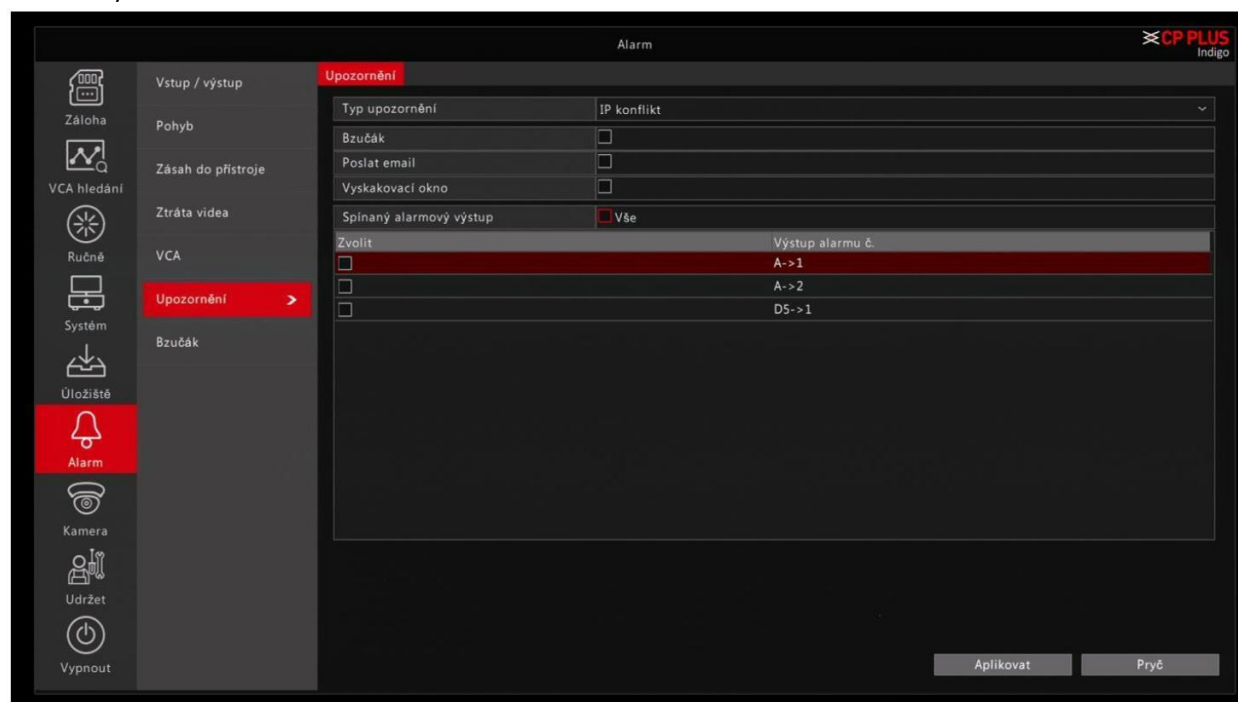 Alarm
CP PLUS
Indigo
Záloha
VCA hledání
Ručně
Systém
Úložiště
Alarm
Kamera
Udržet
Vypnout
Vstup / výstup
Pohyb
Zásah do přístroje
Ztráta videa
VCA
Upozornění >
Bzučák
Upozornění
Typ upozornění IP konflikt
Bzučák
Poslat email
Vyskakovací okno
Spínaný alarmový výstup Vše
Zvolit Výstup alarmu č.
A->1
A->2
D5->1
Aplikovat Pryč